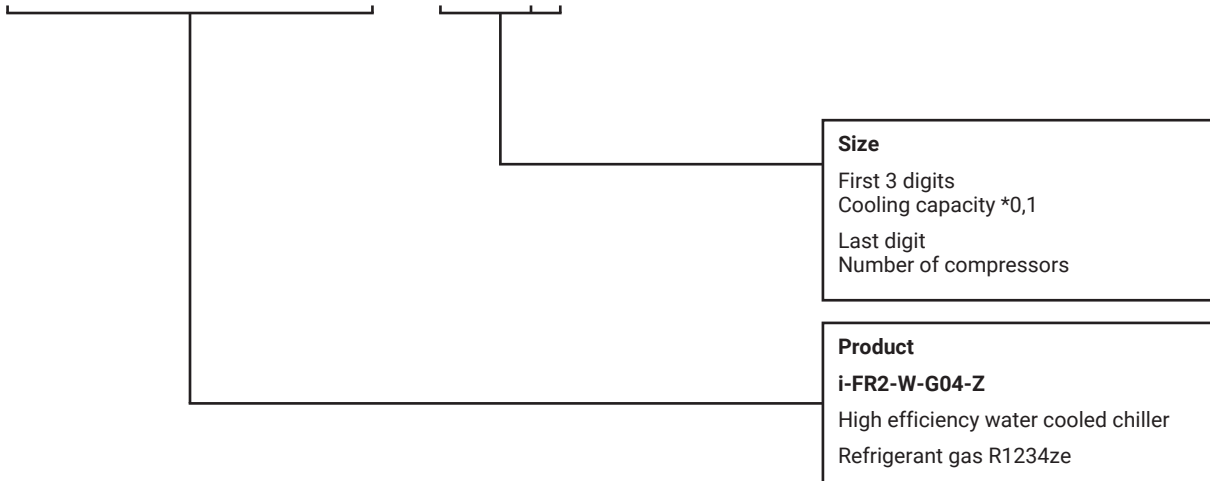 Size
First 3 digits
Cooling capacity *0,1
Last digit
Number of compressors
Product
i-FR2-W-G04-Z
High efficiency water cooled chiller
Refrigerant gas R1234ze